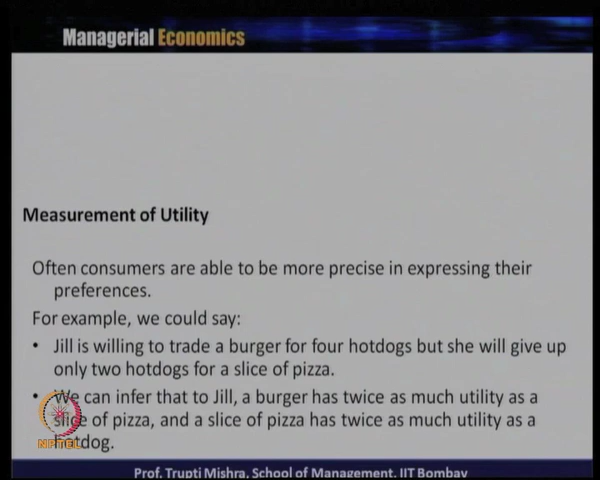 Managerial Economics
Measurement of Utility
Often consumers are able to be more precise in expressing their
preferences.
For example, we could say:
• Jill is willing to trade a burger for four hotdogs but she will give up
only two hotdogs for a slice of pizza.
• We can infer that to Jill, a burger has twice as much utility as a
slice of pizza, and a slice of pizza has twice as much utility as a
hotdog.
NPTEL
Prof. Trupti Mishra, School of Management, IIT Bombay